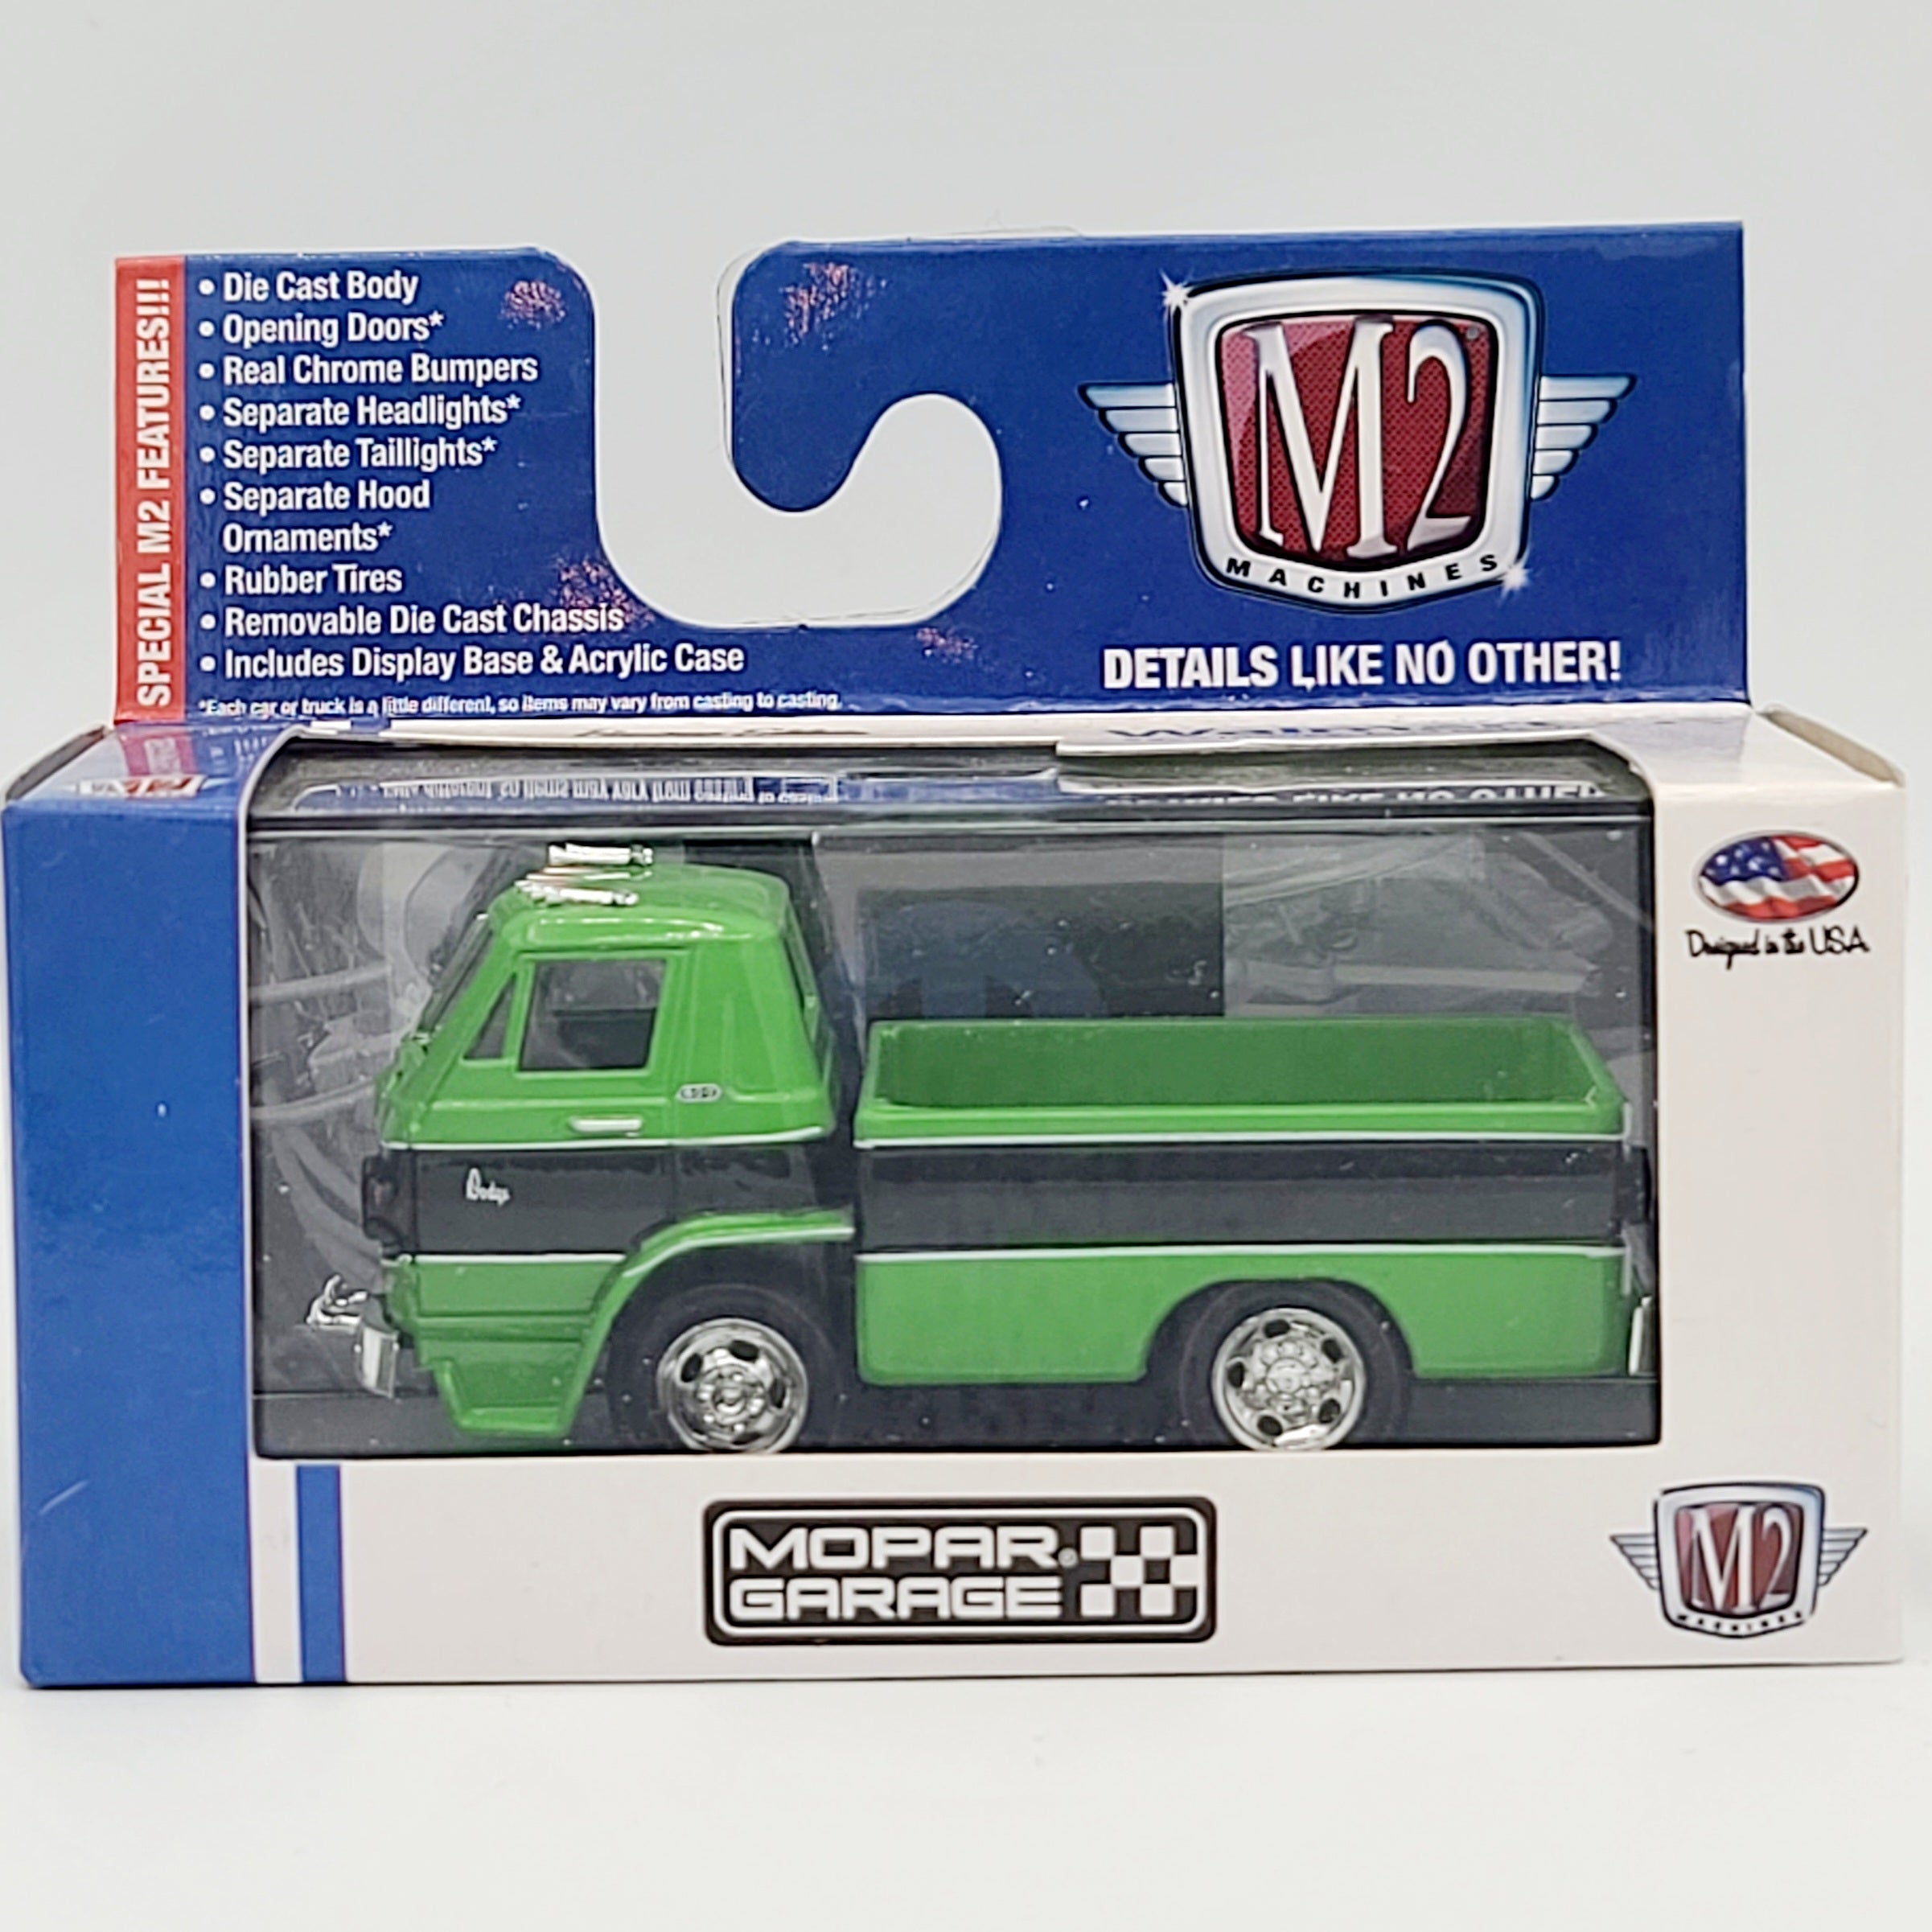 SPECIAL M2 FEATURES!!!
• Die Cast Body
• Opening Doors*
• Real Chrome Bumpers
• Separate Headlights*
• Separate Taillights*
• Separate Hood
Ornaments*
• Rubber Tires
• Removable Die Cast Chassis
• Includes Display Base & Acrylic Case
*Each car or truck is a little different, so items may vary from casting to casting.
M2
MACHINES
DETAILS LIKE NO OTHER!
Designed in the USA
Dodge
MOPAR®
GARAGE
M2
MACHINES